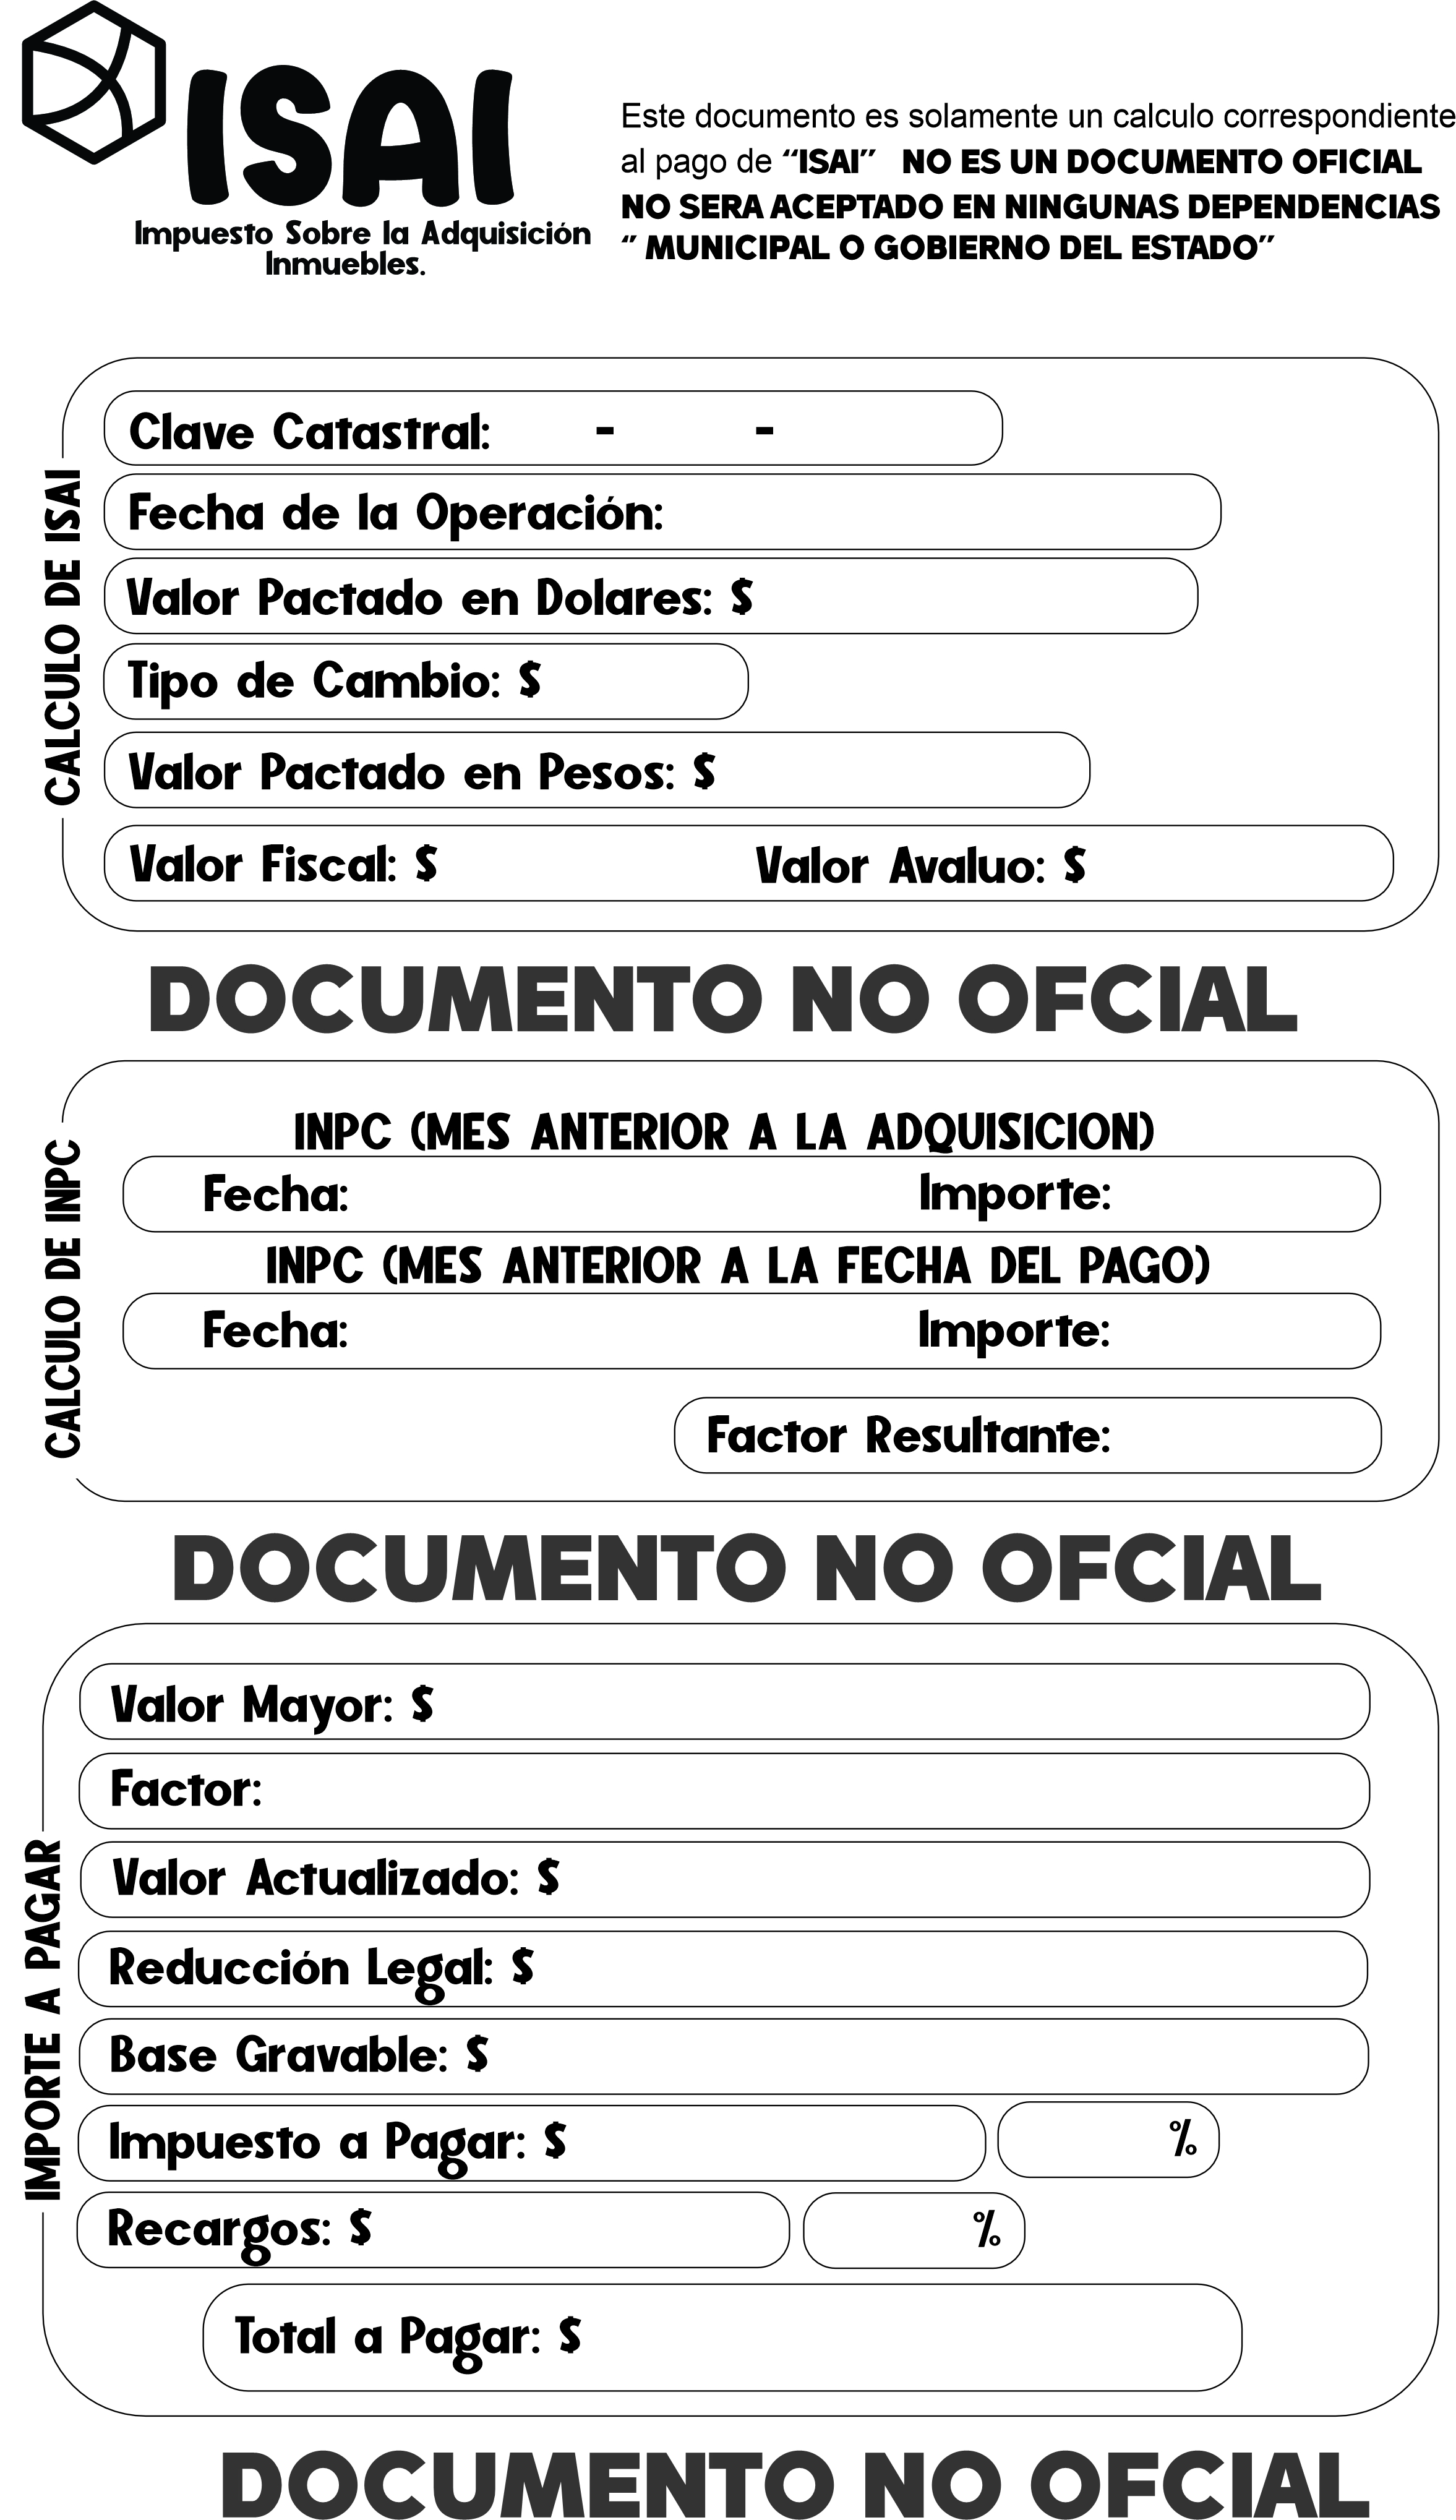 ISAI
Impuesto Sobre la Adquisición
Inmuebles.
Este documento es solamente un calculo correspondiente
al pago de “ISAI” NO ES UN DOCUMENTO OFICIAL
NO SERA ACEPTADO EN NINGUNAS DEPENDENCIAS
“ MUNICIPAL O GOBIERNO DEL ESTADO”
CALCULO DE ISAI
Clave Catastral: - -
Fecha de la Operación:
Valor Pactado en Dolares: $
Tipo de Cambio: $
Valor Pactado en Pesos: $
Valor Fiscal: $ Valor Avaluo: $
DOCUMENTO NO OFCIAL
CALCULO DE INPC
INPC (MES ANTERIOR A LA ADQUISICION)
Fecha: Importe:
INPC (MES ANTERIOR A LA FECHA DEL PAGO)
Fecha: Importe:
Factor Resultante:
DOCUMENTO NO OFCIAL
IMPORTE A PAGAR
Valor Mayor: $
Factor:
Valor Actualizado: $
Reducción Legal: $
Base Gravable: $
Impuesto a Pagar: $ %
Recargos: $ %
Total a Pagar: $
DOCUMENTO NO OFCIAL